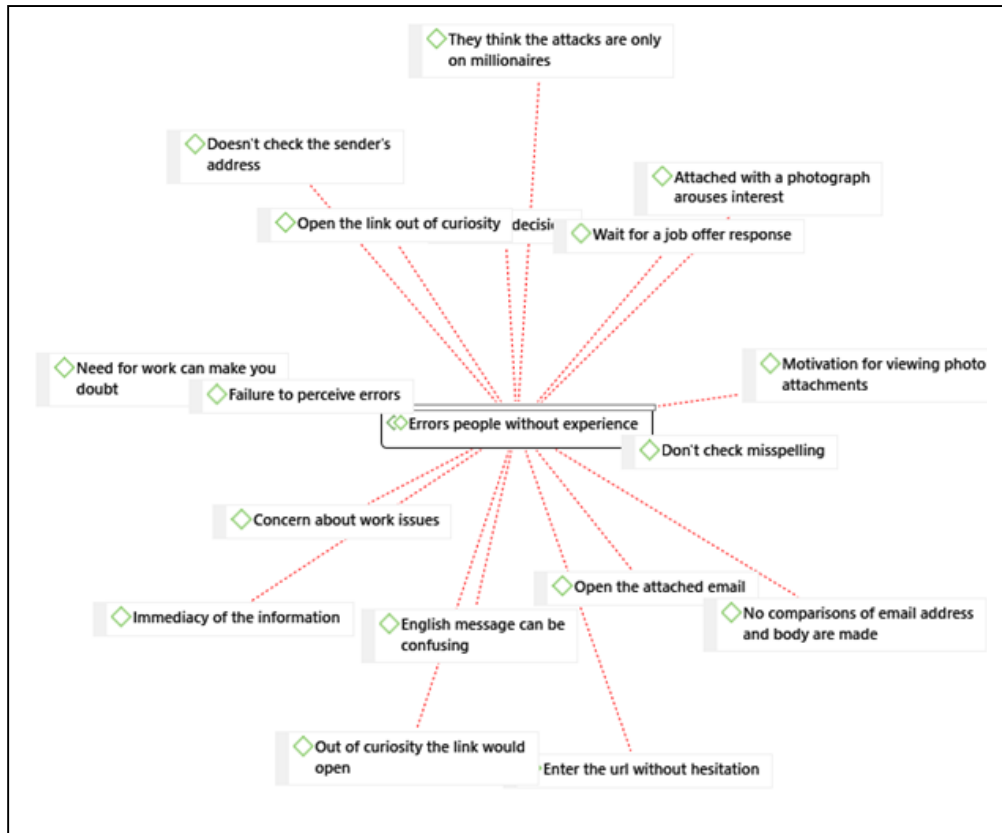 They think the attacks are only
on millionaires
Doesn't check the sender's
address
Attached with a photograph
arouses interest
Open the link out of curiosity
Wait for a job offer response
Need for work can make you
doubt
Failure to perceive errors
Motivation for viewing photo
attachments
Errors people without experience
Don't check misspelling
Concern about work issues
Open the attached email
Immediacy of the information
English message can be
confusing
No comparisons of email address
and body are made
Out of curiosity the link would
open
Enter the url without hesitation